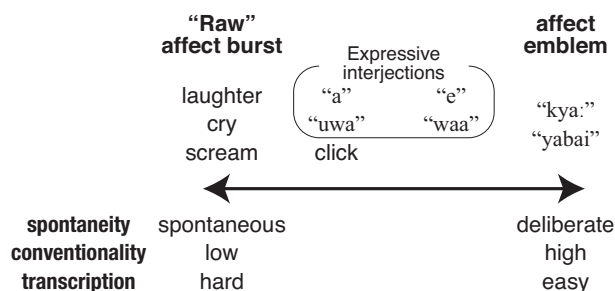 “Raw”
affect burst
affect
emblem
Expressive
interjections
laughter
“a”
“e”
“kya:”
cry
“uwa”
“waa”
“yabai”
scream
click
spontaneity spontaneous deliberate
conventionality low high
transcription hard easy